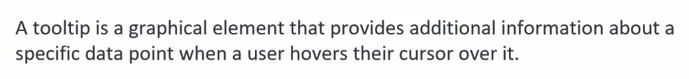 A tooltip is a graphical element that provides additional information about a
specific data point when a user hovers their cursor over it.